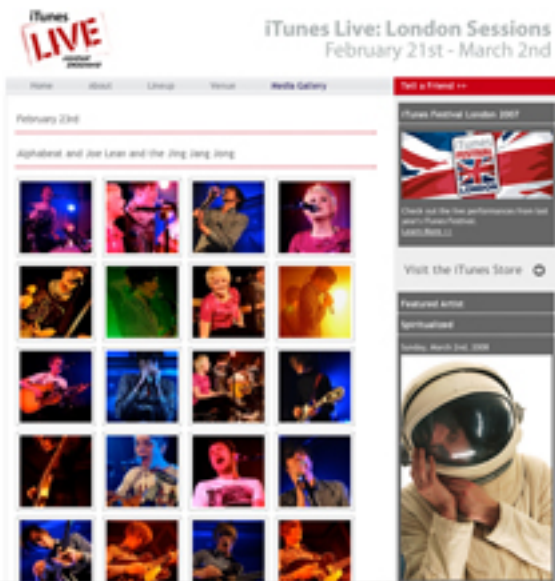 iTunes
LIVE
london
sessions
iTunes Live: London Sessions
February 21st - March 2nd
Home About Lineup Venue Media Gallery
Tell a Friend >>
February 23rd
Alphabeat and Joe Lean and the Jing Jang Jong
iTunes Festival London 2007
iTunes
FESTIVAL
LONDON
Check out the live performances from last
year's iTunes Festival.
Learn More >>
Visit the iTunes Store
Featured Artist
Spiritualized
Sunday, March 2nd, 2008